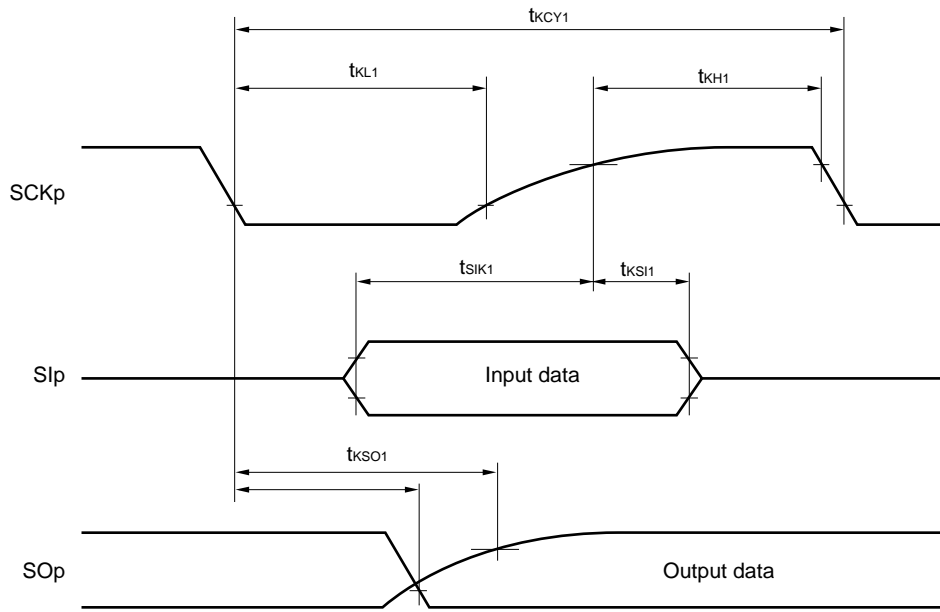 tKCY1
tKL1
tKH1
SCKp
tSIK1
tKSI1
SIp
Input data
tKSO1
SOp
Output data